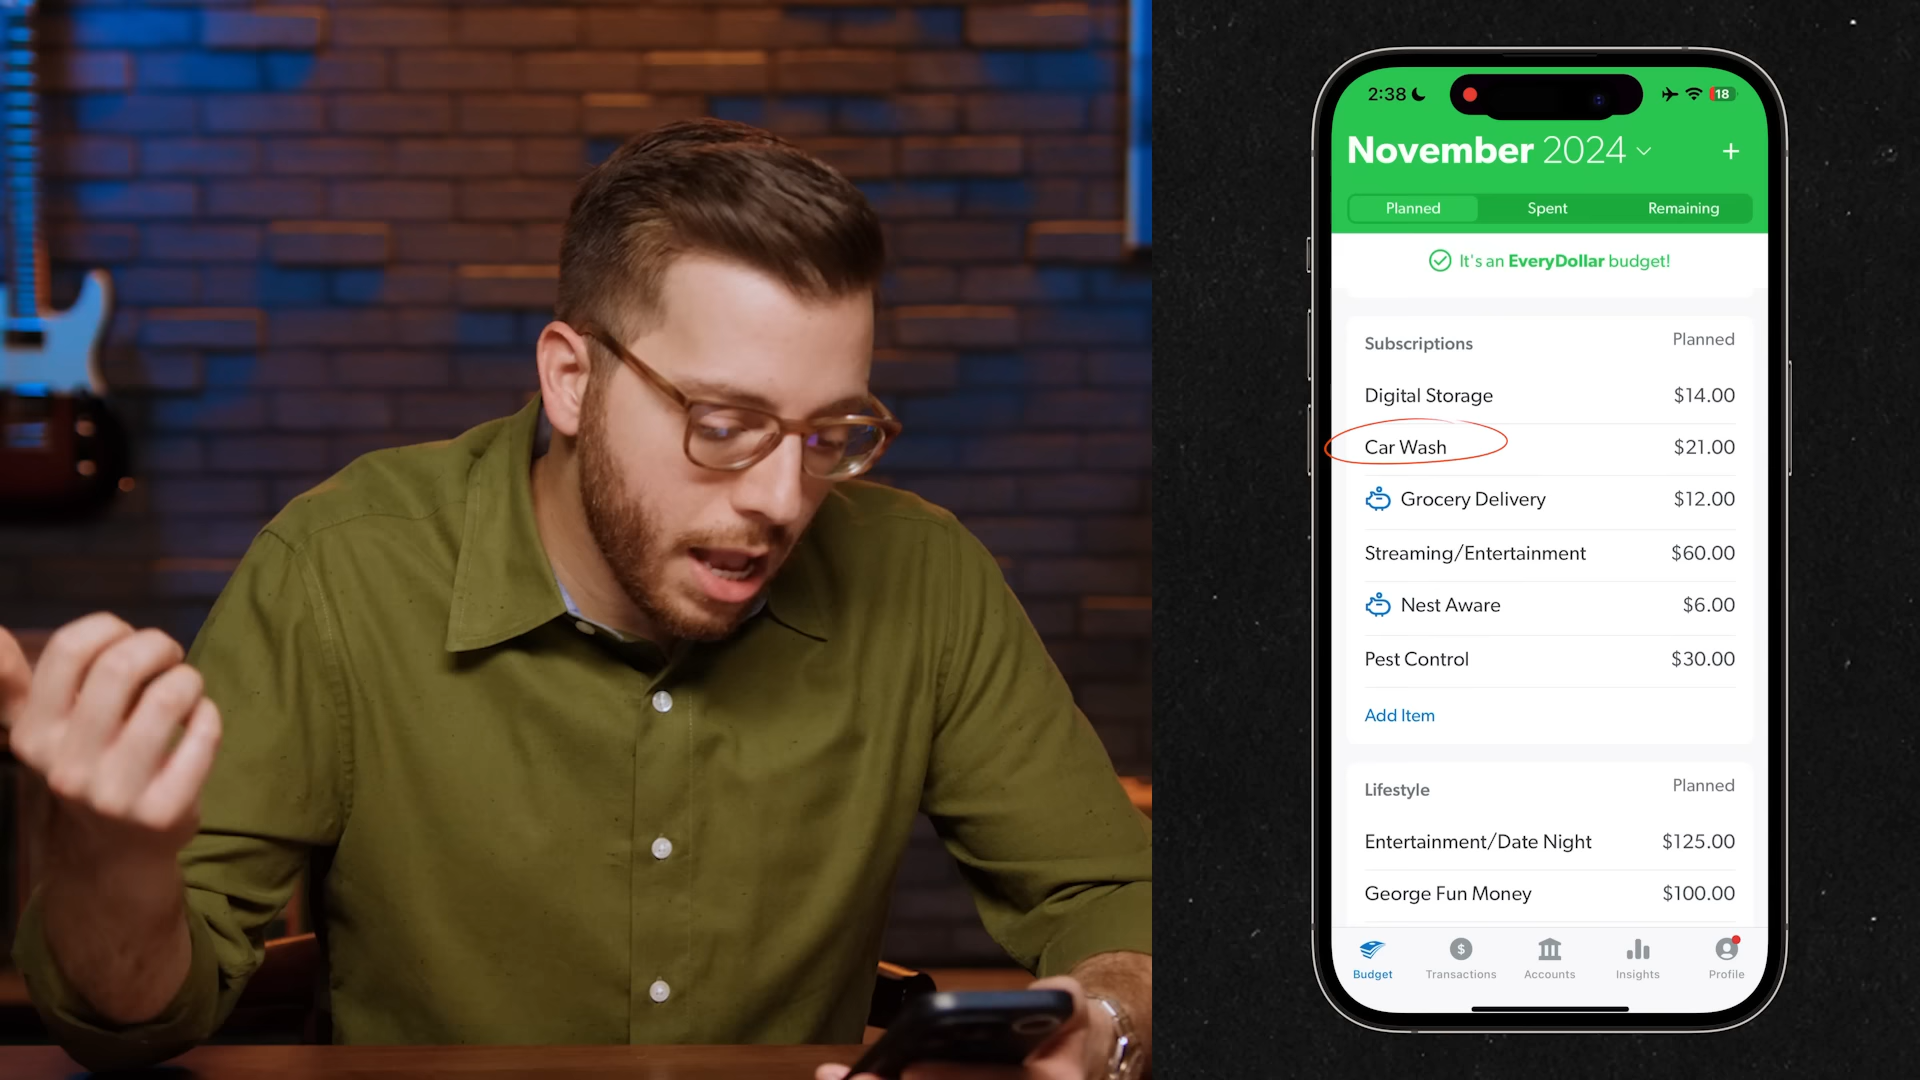 2:38
18
November 2024
Planned Spent Remaining
It's an EveryDollar budget!
Subscriptions Planned
Digital Storage $14.00
Car Wash $21.00
Grocery Delivery $12.00
Streaming/Entertainment $60.00
Nest Aware $6.00
Pest Control $30.00
Add Item
Lifestyle Planned
Entertainment/Date Night $125.00
George Fun Money $100.00
Budget Transactions Accounts Insights Profile